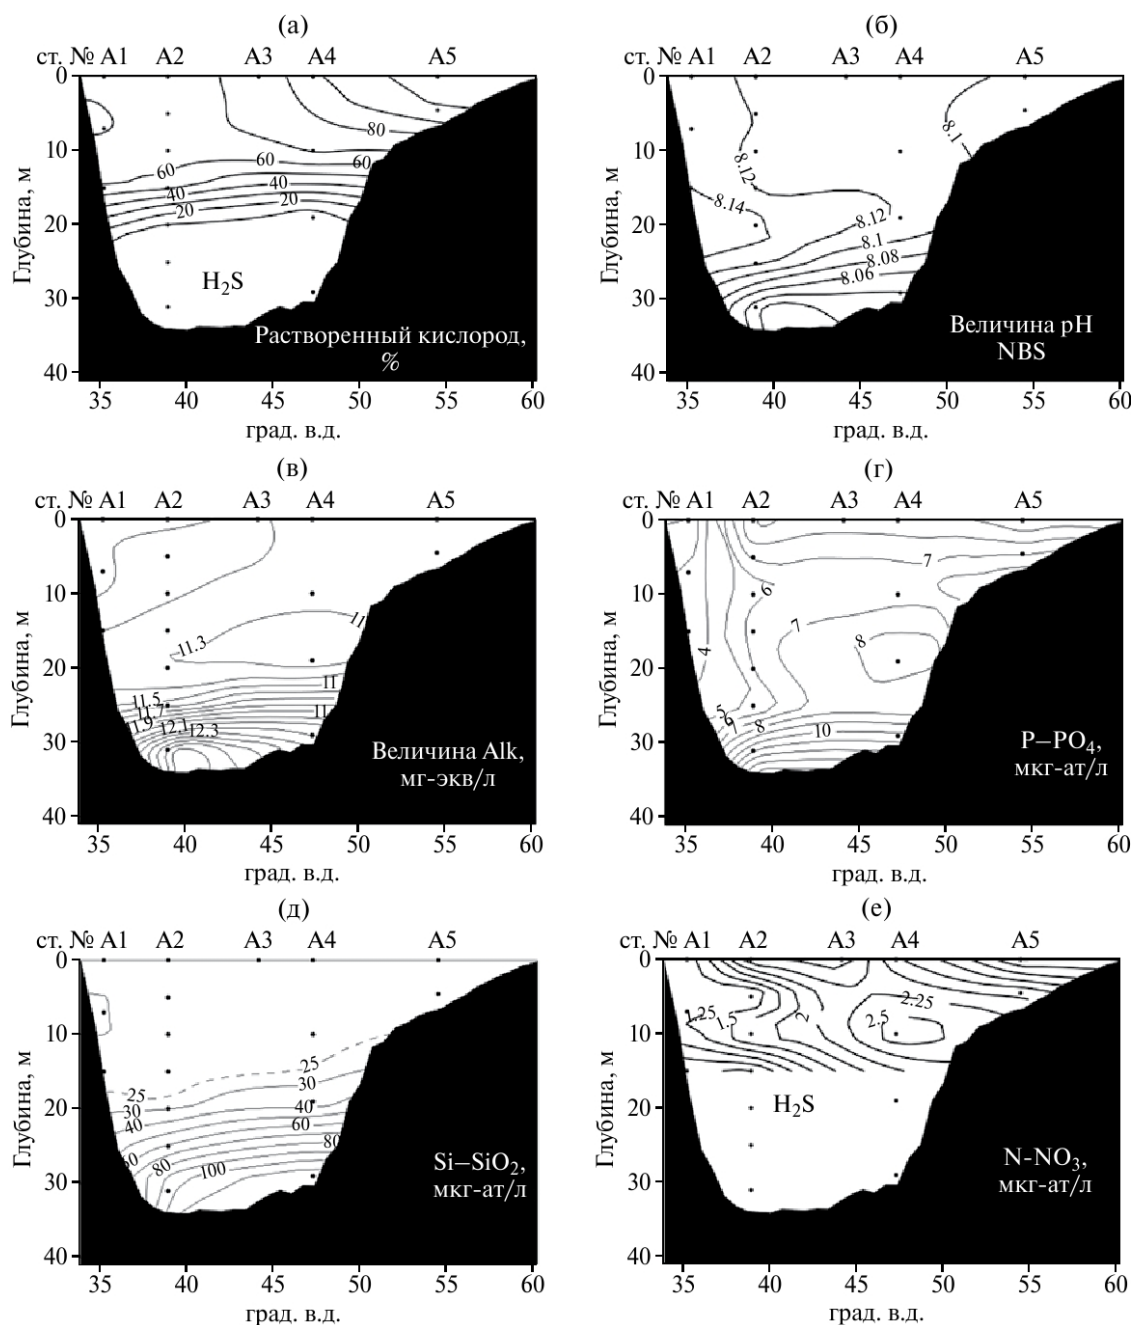 (а)
ст. № А1 А2 А3 А4 А5
0
10
20
30
40
Глубина, м
80
60
60
40
20
H₂S
Растворенный кислород,
%
35 40 45 50 55 60
град. в.д.
(б)
ст. № А1 А2 А3 А4 А5
0
10
20
30
40
Глубина, м
8.1
8.12
8.14
8.12
8.1
8.08
8.06
Величина pH
NBS
35 40 45 50 55 60
град. в.д.
(в)
ст. № А1 А2 А3 А4 А5
0
10
20
30
40
Глубина, м
11
11.3
11
11.5
11.7
11
1.9
12.1
12.3
Величина Alk,
мг-экв/л
35 40 45 50 55 60
град. в.д.
(г)
ст. № А1 А2 А3 А4 А5
0
10
20
30
40
Глубина, м
7
6
7
8
4
5
6
7
8
10
P–PO₄,
мкг-ат/л
35 40 45 50 55 60
град. в.д.
(д)
ст. № А1 А2 А3 А4 А5
0
10
20
30
40
Глубина, м
25
25
30
30
40
40
60
60
80
80
100
Si–SiO₂,
мкг-ат/л
35 40 45 50 55 60
град. в.д.
(е)
ст. № А1 А2 А3 А4 А5
0
10
20
30
40
Глубина, м
1.25
1.5
2
2.25
2.5
H₂S
N-NO₃,
мкг-ат/л
35 40 45 50 55 60
град. в.д.